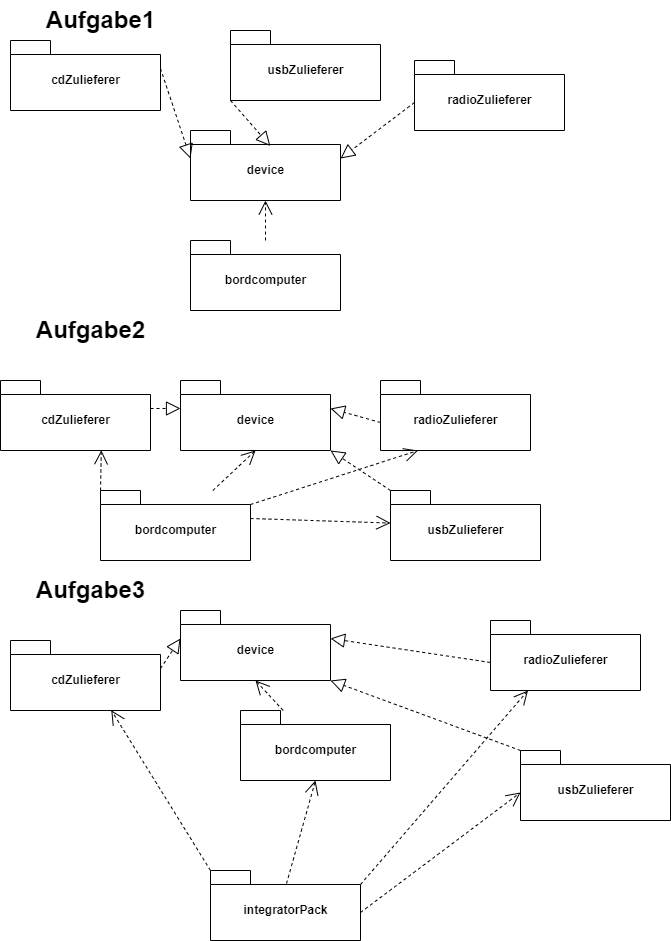 Aufgabe1
cdZulieferer
usbZulieferer
radioZulieferer
device
bordcomputer
Aufgabe2
cdZulieferer
device
radioZulieferer
bordcomputer
usbZulieferer
Aufgabe3
cdZulieferer
device
radioZulieferer
bordcomputer
usbZulieferer
integratorPack